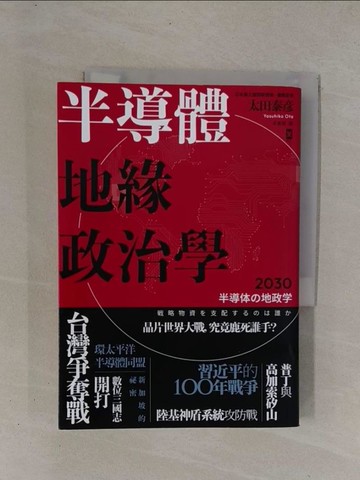 太田泰彦
Yasuhiko Ota
半導體
地緣
政治學
2030
半導体の地政学
戦略物資を支配するのは誰か
晶片世界大戰,究竟鹿死誰手?
台灣爭奪戰
環太平洋
半導體同盟
新加坡的
祕密
數位三國志
開打
習近平的
100年戰爭
陸基神盾系統攻防戰
普丁與
高加索矽山